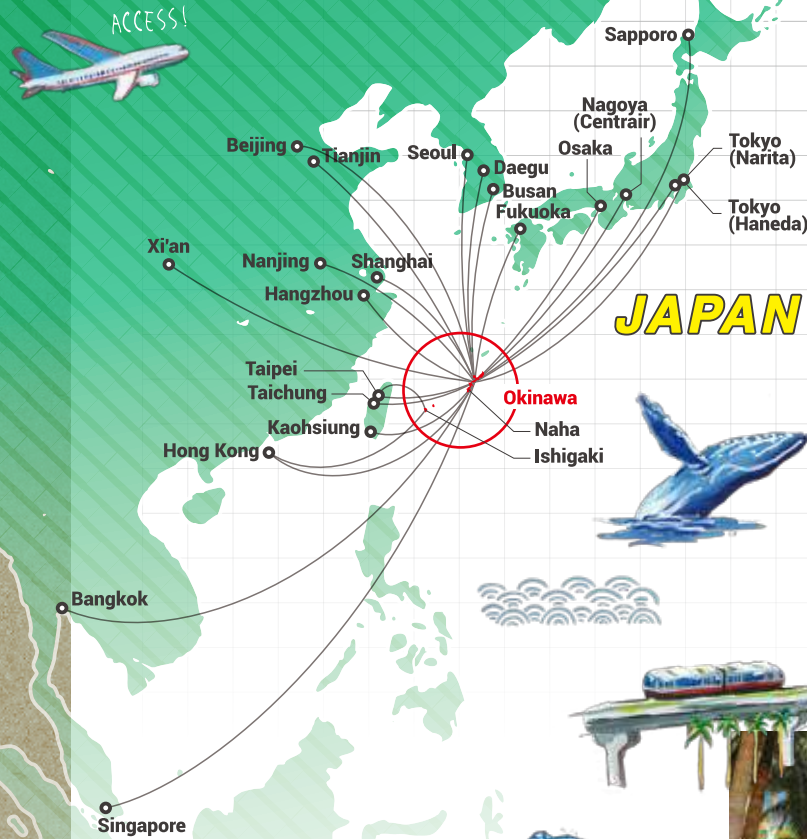 ACCESS!
Sapporo
Nagoya
(Centrair)
Beijing
Tianjin
Seoul
Osaka
Tokyo
(Narita)
Daegu
Busan
Fukuoka
Tokyo
(Haneda)
Xi'an
Nanjing
Shanghai
Hangzhou
JAPAN
Taipei
Taichung
Okinawa
Kaohsiung
Naha
Hong Kong
Ishigaki
Bangkok
Singapore